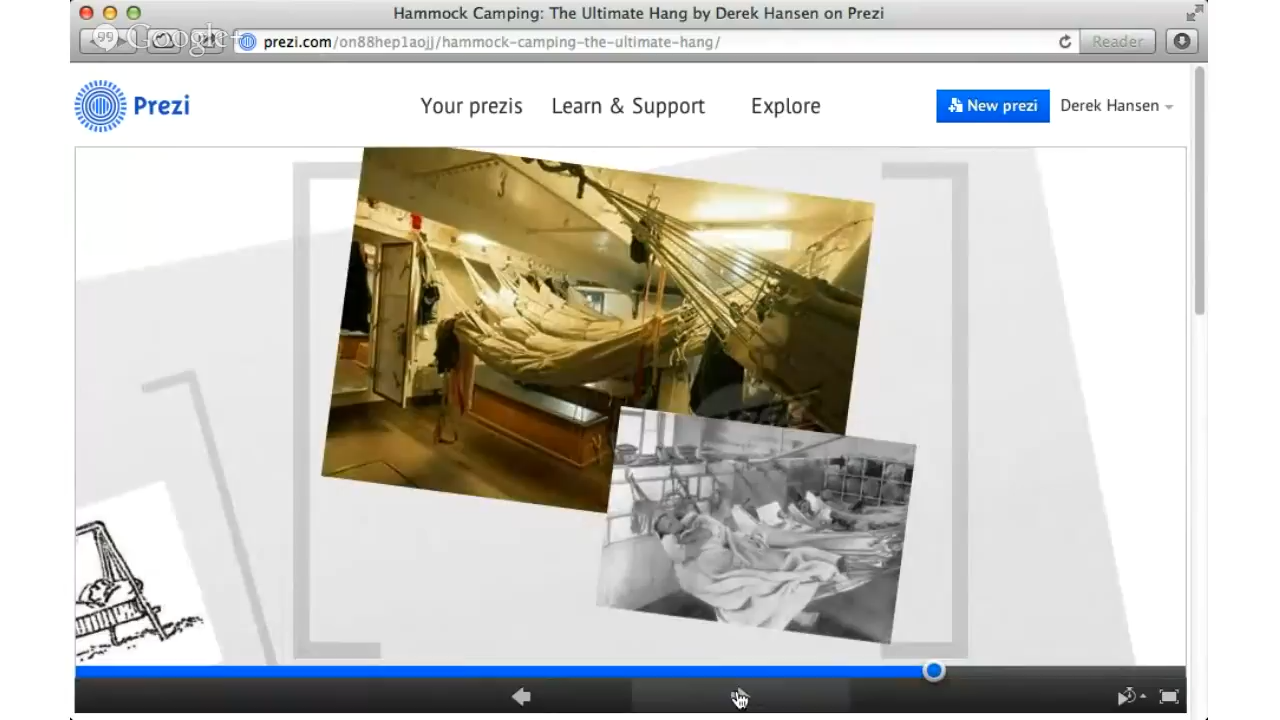 Hammock Camping: The Ultimate Hang by Derek Hansen on Prezi
Google+
prezi.com/on88hep1aojj/hammock-camping-the-ultimate-hang/
Reader
Prezi
Your prezis
Learn & Support
Explore
New prezi
Derek Hansen